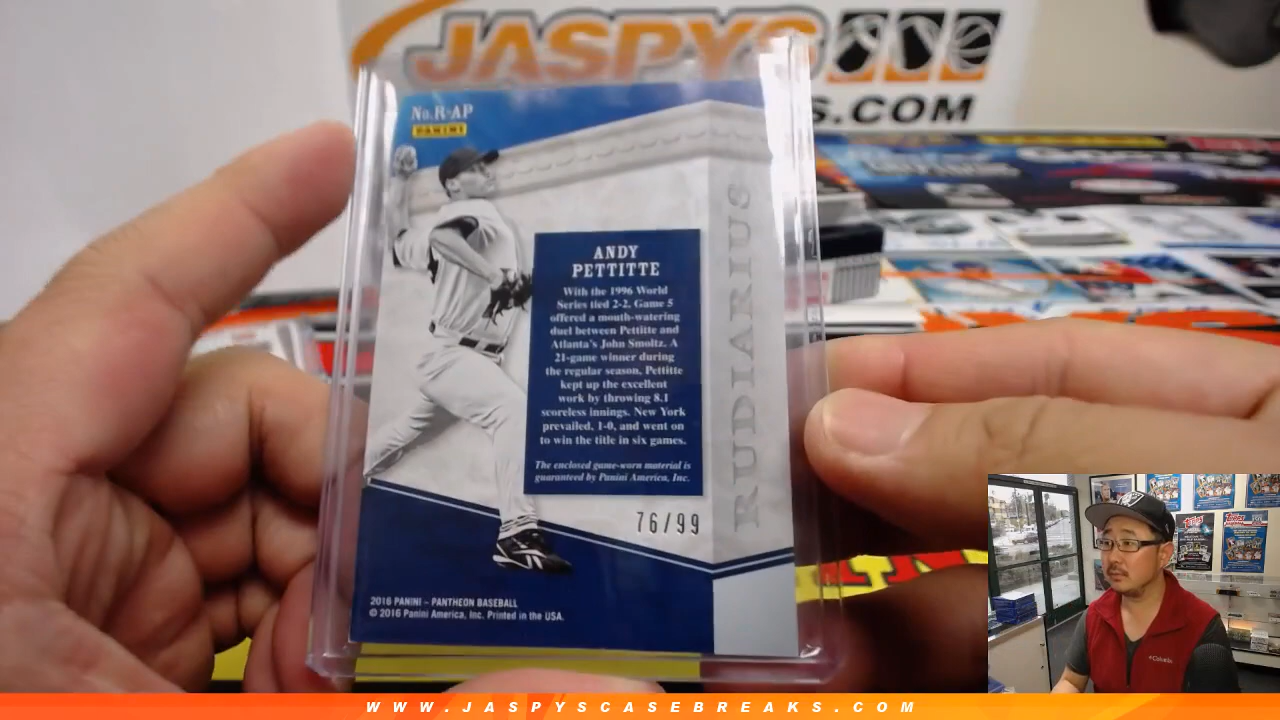 JASPYS
S.COM
No.R-AP
PANINI
RUDIARIUS
ANDY
PETTITTE
With the 1996 World
Series tied 2-2, Game 5
offered a mouth-watering
duel between Pettitte and
Atlanta's John Smoltz. A
21-game winner during
the regular season, Pettitte
kept up the excellent
work by throwing 8.1
scoreless innings. New York
prevailed, 1-0, and went on
to win the title in six games.
The enclosed game-worn material is
guaranteed by Panini America, Inc.
76/99
2016 PANINI – PANTHEON BASEBALL
© 2016 Panini America, Inc. Printed in the USA.
Topps
Topps
Columbia
WWW.JASPYSCASEBREAKS.COM